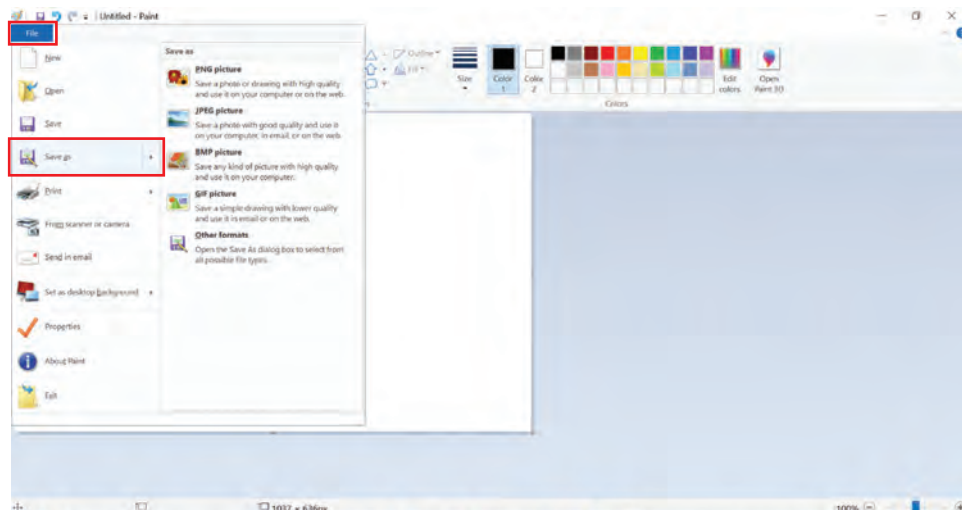 Untitled - Paint
File
New
Open
Save
Save as
Print
From scanner or camera
Send in email
Set as desktop background
Properties
About Paint
Exit
Save as
PNG picture
Save a photo or drawing with high quality
and use it on your computer or on the web.
JPEG picture
Save a photo with good quality and use it
on your computer, in email, or on the web.
BMP picture
Save any kind of picture with high quality
and use it on your computer.
GIF picture
Save a simple drawing with lower quality
and use it in email or on the web.
Other formats
Open the Save As dialog box to select from
all possible file types.
Outline
Fill
Size
Color
1
Color
2
Edit
colors
Open
Paint 3D
Colors
100%